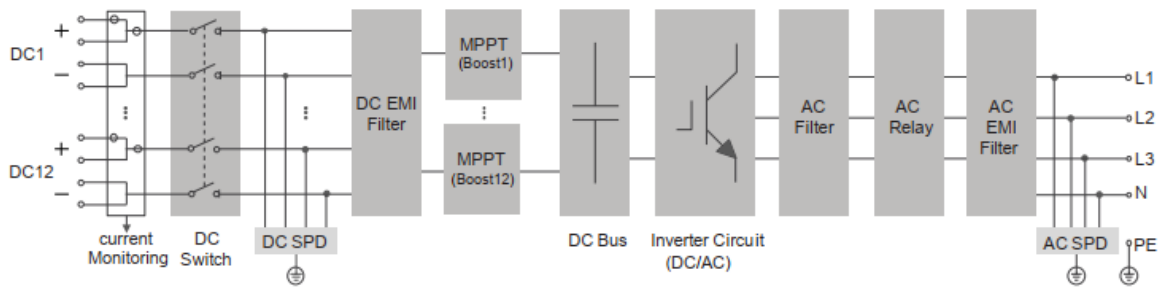 +
DC1
−
+
DC12
−
current
Monitoring
DC
Switch
DC SPD
DC EMI
Filter
MPPT
(Boost1)
MPPT
(Boost12)
DC Bus
Inverter Circuit
(DC/AC)
AC
Filter
AC
Relay
AC
EMI
Filter
L1
L2
L3
N
AC SPD
PE